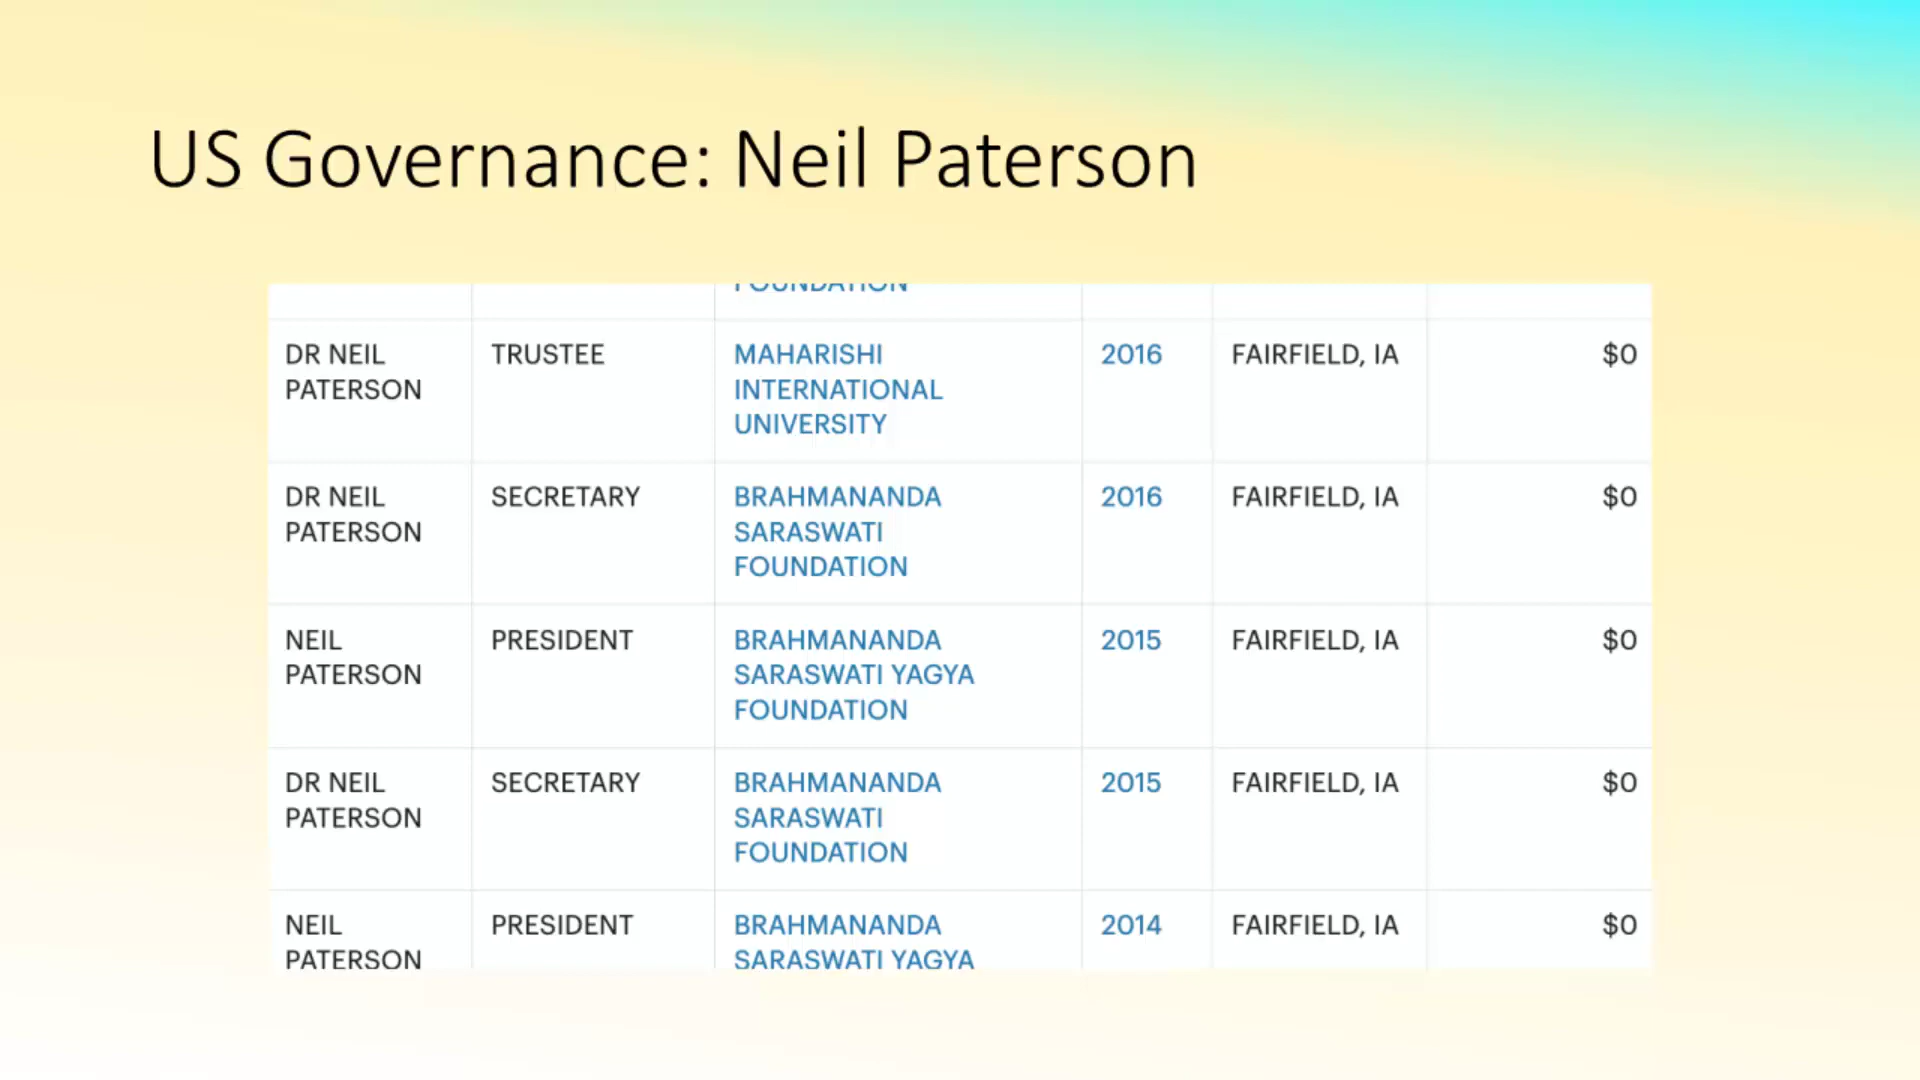 US Governance: Neil Paterson
FOUNDATION
DR NEIL PATERSON TRUSTEE MAHARISHI INTERNATIONAL UNIVERSITY 2016 FAIRFIELD, IA $0
DR NEIL PATERSON SECRETARY BRAHMANANDA SARASWATI FOUNDATION 2016 FAIRFIELD, IA $0
NEIL PATERSON PRESIDENT BRAHMANANDA SARASWATI YAGYA FOUNDATION 2015 FAIRFIELD, IA $0
DR NEIL PATERSON SECRETARY BRAHMANANDA SARASWATI FOUNDATION 2015 FAIRFIELD, IA $0
NEIL PATERSON PRESIDENT BRAHMANANDA SARASWATI YAGYA 2014 FAIRFIELD, IA $0